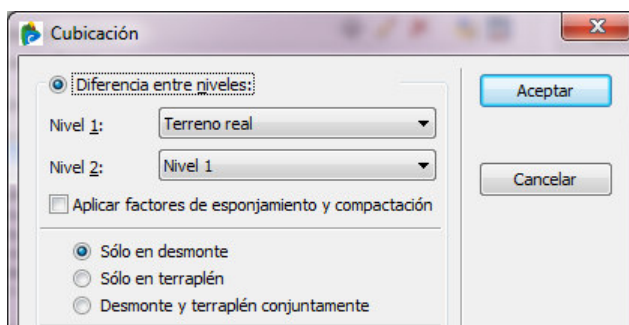 Cubicación
Diferencia entre niveles:
Aceptar
Nivel 1: Terreno real
Nivel 2: Nivel 1
Cancelar
Aplicar factores de esponjamiento y compactación
Sólo en desmonte
Sólo en terraplén
Desmonte y terraplén conjuntamente